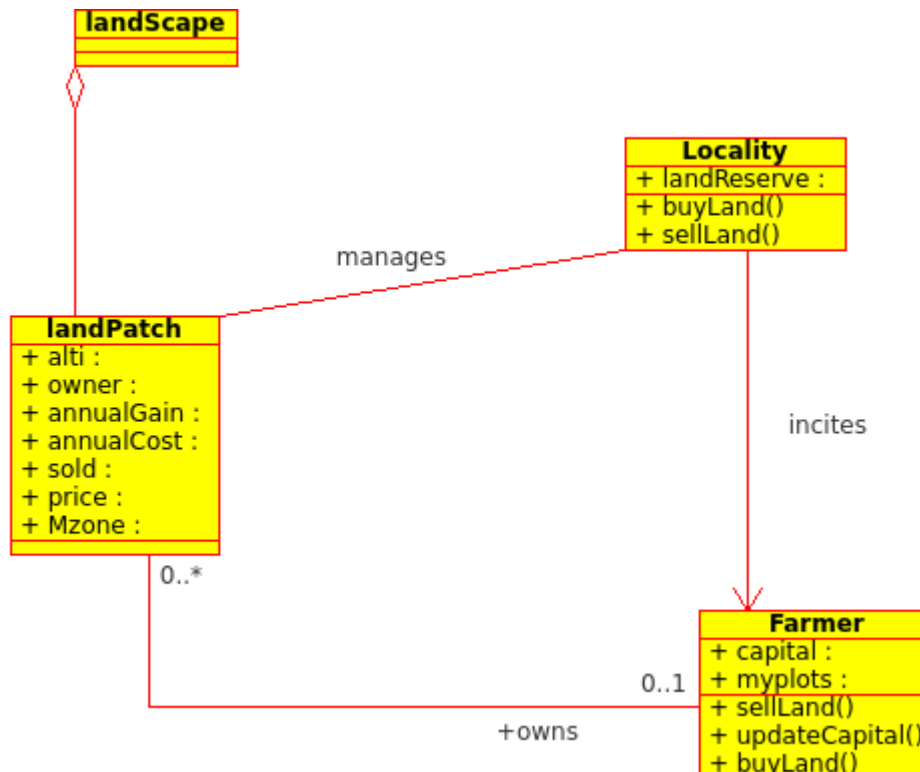 landScape
Locality
+ landReserve :
+ buyLand()
+ sellLand()
manages
landPatch
+ alti :
+ owner :
+ annualGain :
+ annualCost :
+ sold :
+ price :
+ Mzone :
incites
0..*
Farmer
+ capital :
+ myplots :
+ sellLand()
+ updateCapital()
+ buyLand()
0..1
+owns